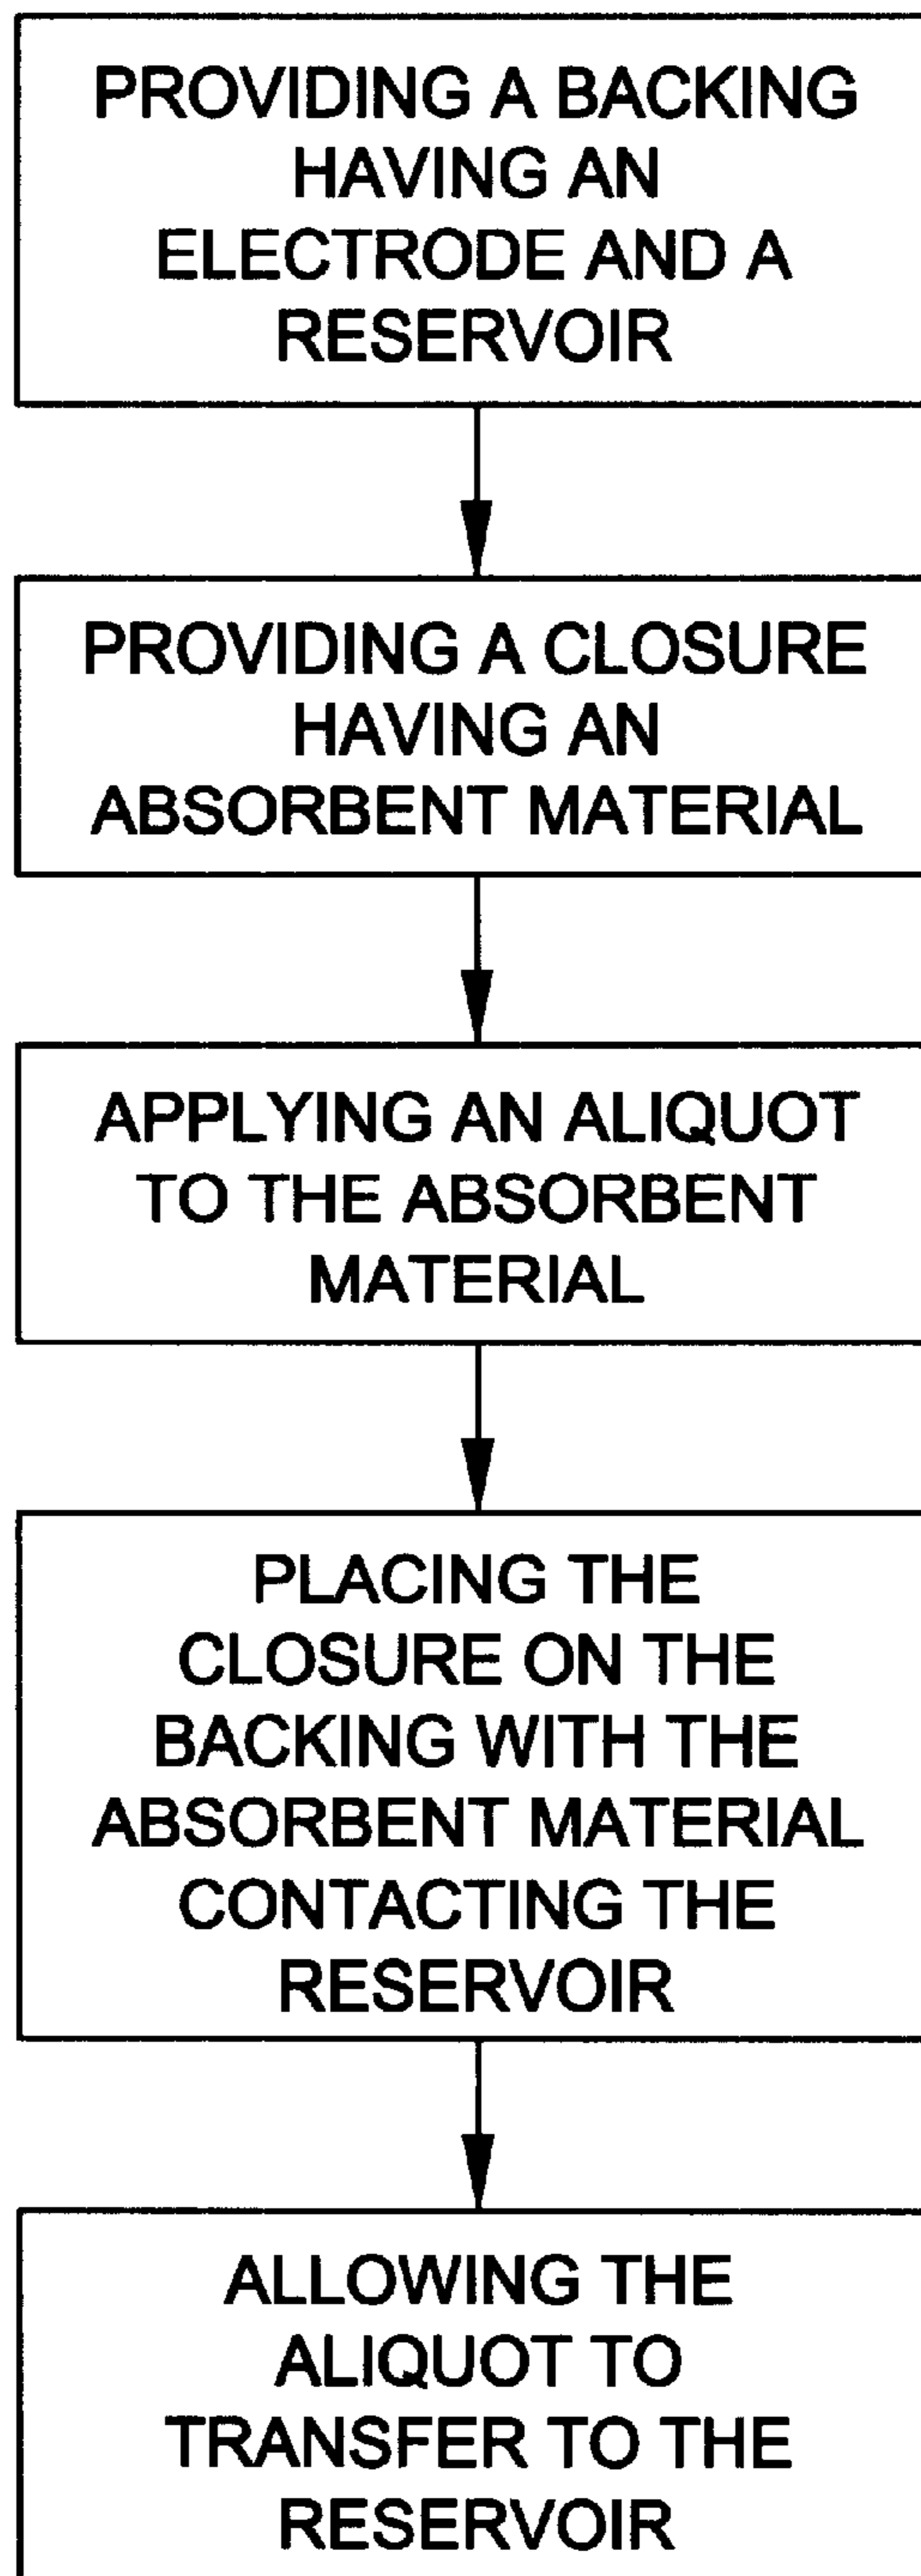 PROVIDING A BACKING
HAVING AN
ELECTRODE AND A
RESERVOIR
PROVIDING A CLOSURE
HAVING AN
ABSORBENT MATERIAL
APPLYING AN ALIQUOT
TO THE ABSORBENT
MATERIAL
PLACING THE
CLOSURE ON THE
BACKING WITH THE
ABSORBENT MATERIAL
CONTACTING THE
RESERVOIR
ALLOWING THE
ALIQUOT TO
TRANSFER TO THE
RESERVOIR